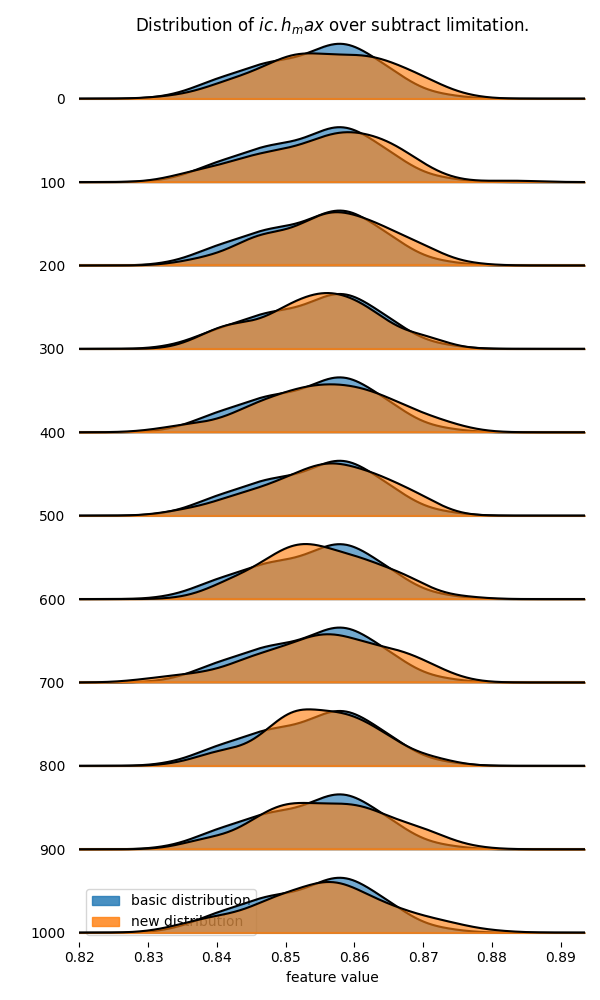 Distribution of ic.hₘax over subtract limitation.
0
100
200
300
400
500
600
700
800
900
basic distribution
new distribution
1000
0.82 0.83 0.84 0.85 0.86 0.87 0.88 0.89
feature value